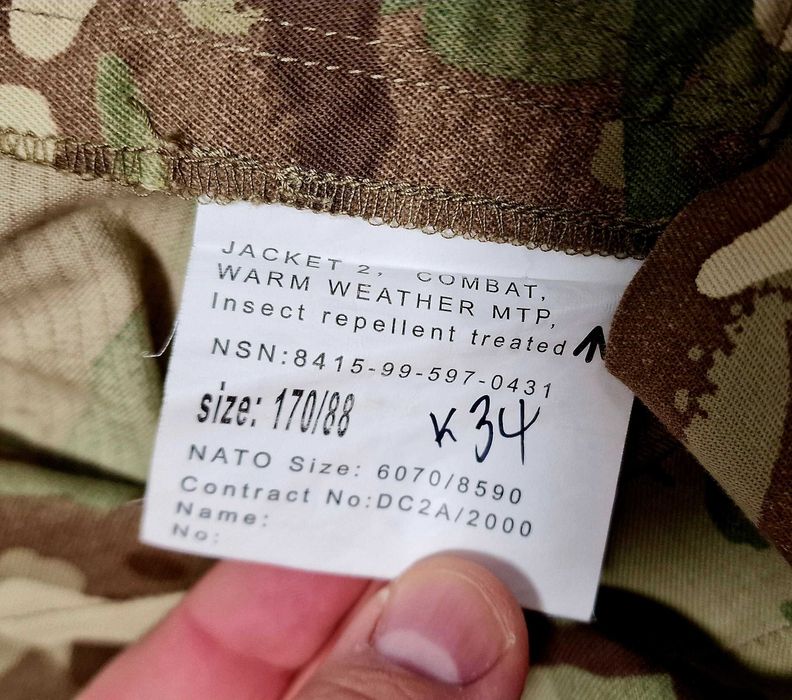 JACKET 2, COMBAT,
WARM WEATHER MTP,
Insect repellent treated
NSN:8415-99-597-0431
size: 170/88 K34
NATO Size: 6070/8590
Contract No:DC2A/2000
Name:
No: